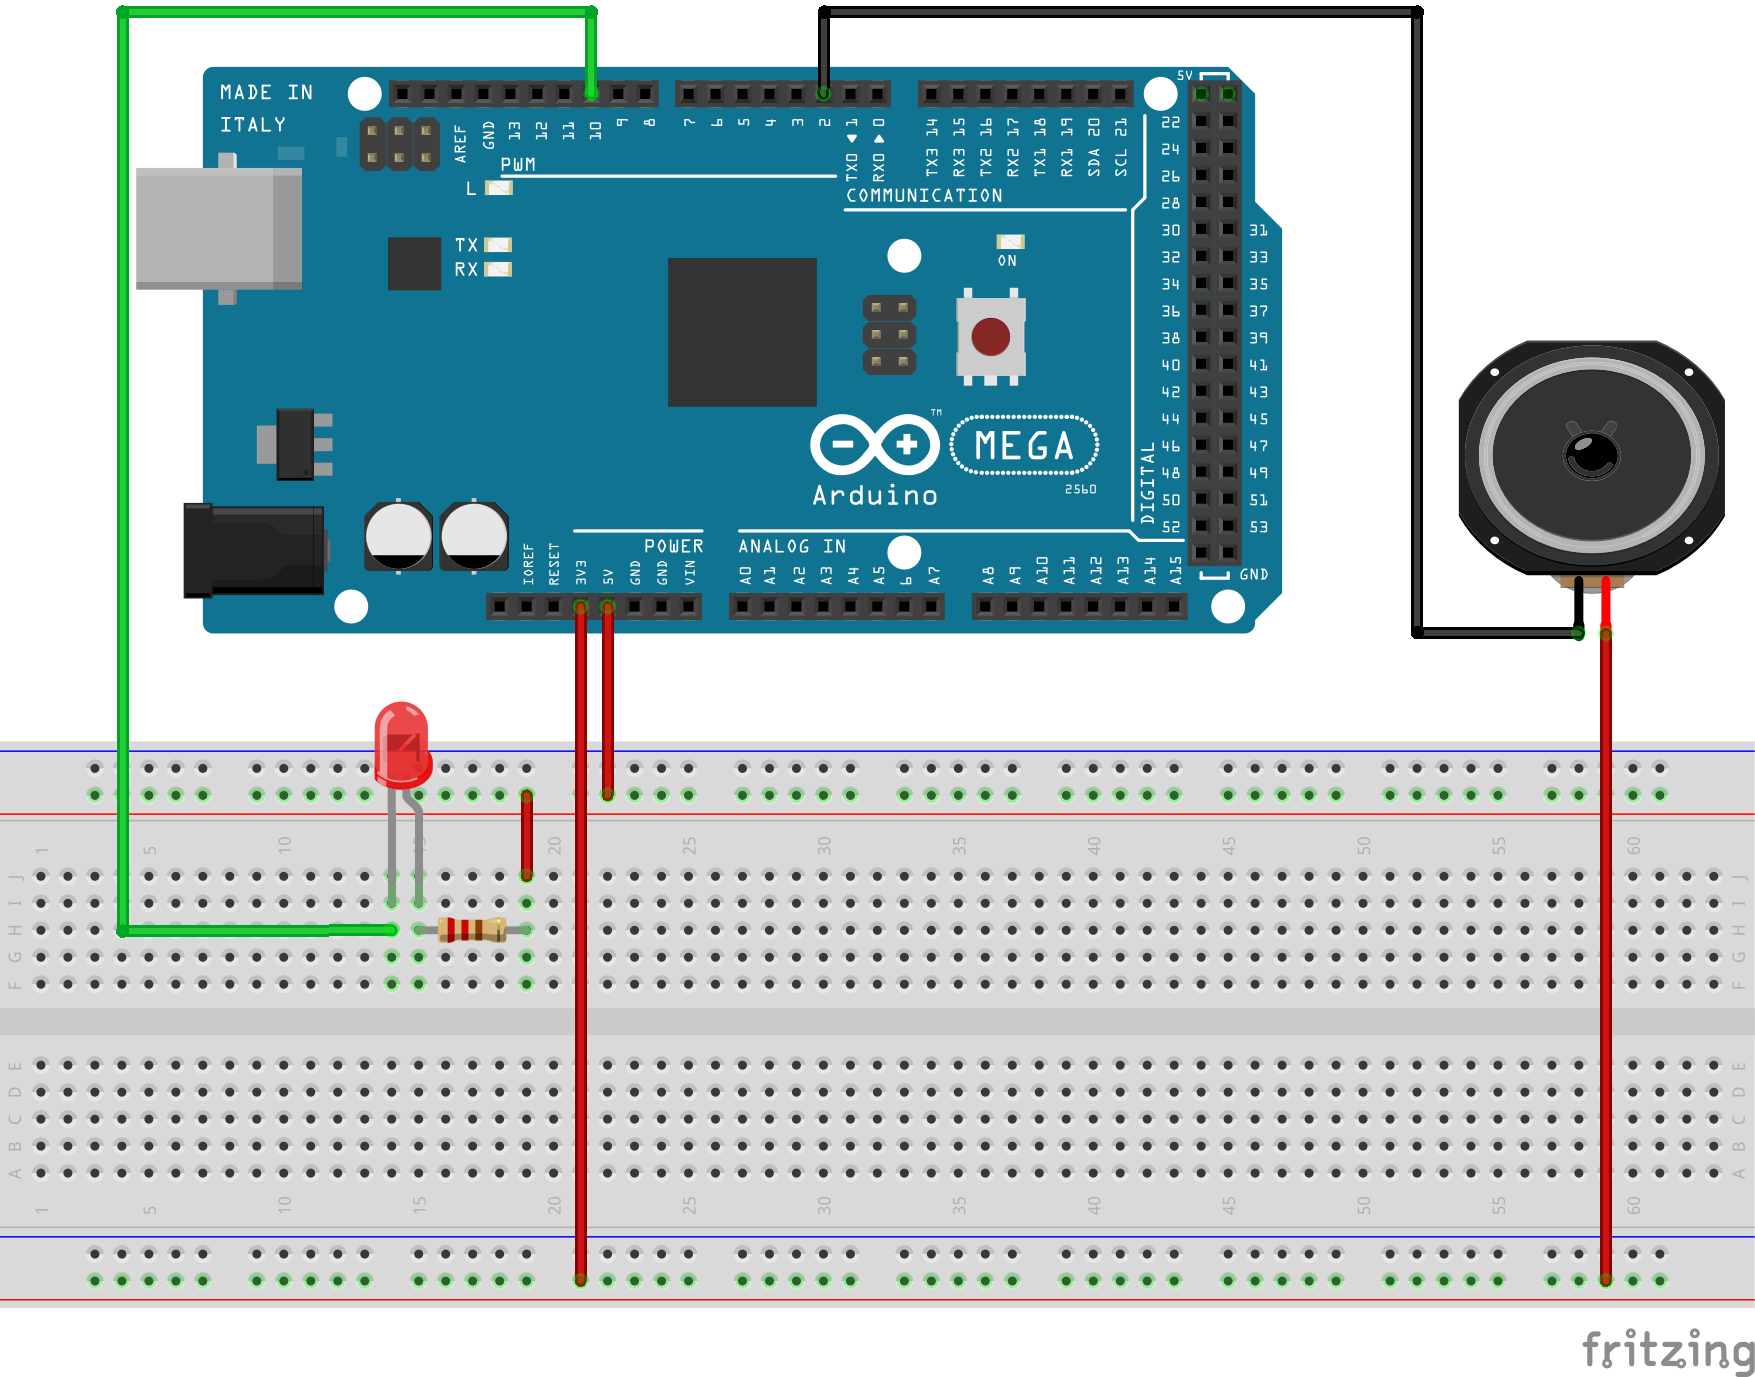 MADE IN
ITALY
AREF
GND
13
12
11
10
9
8
7
6
5
4
3
2
TX0 1
RX0 0
TX3 14
RX3 15
TX2 16
RX2 17
TX1 18
RX1 19
SDA 20
SCL 21
PWM
COMMUNICATION
L
TX
RX
ON
5V
22
24
26
28
30 31
32 33
34 35
36 37
38 39
40 41
42 43
44 45
46 47
48 49
50 51
52 53
GND
DIGITAL
TM
MEGA
2560
Arduino
POWER
ANALOG IN
IOREF
RESET
3V3
5V
GND
GND
VIN
A0
A1
A2
A3
A4
A5
6
A7
A8
A9
A10
A11
A12
A13
A14
A15
1 5 10 15 20 25 30 35 40 45 50 55 60
J J
I I
H H
G G
F F
E E
D D
C C
B B
A A
1 5 10 15 20 25 30 35 40 45 50 55 60
fritzing